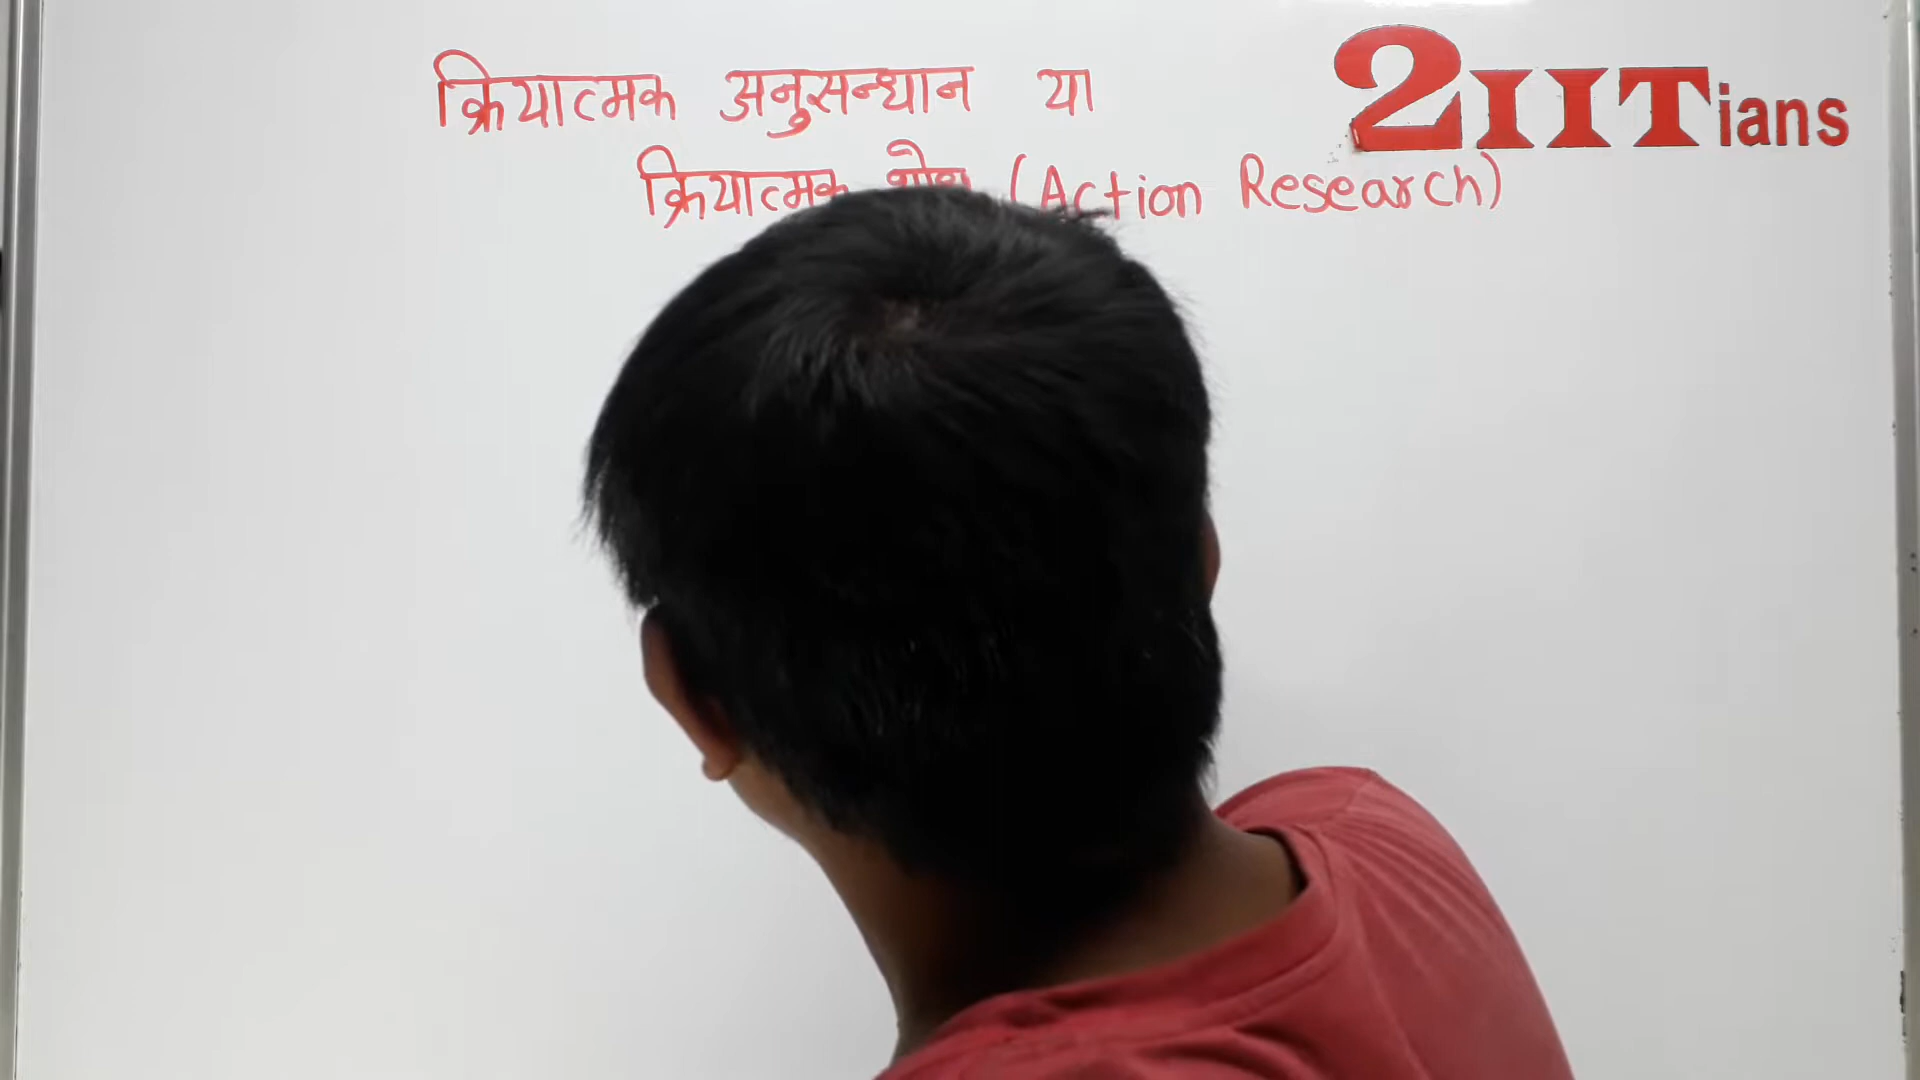 क्रियात्मक अनुसन्धान या
2IITians
क्रियात्मक शोध (Action Research)